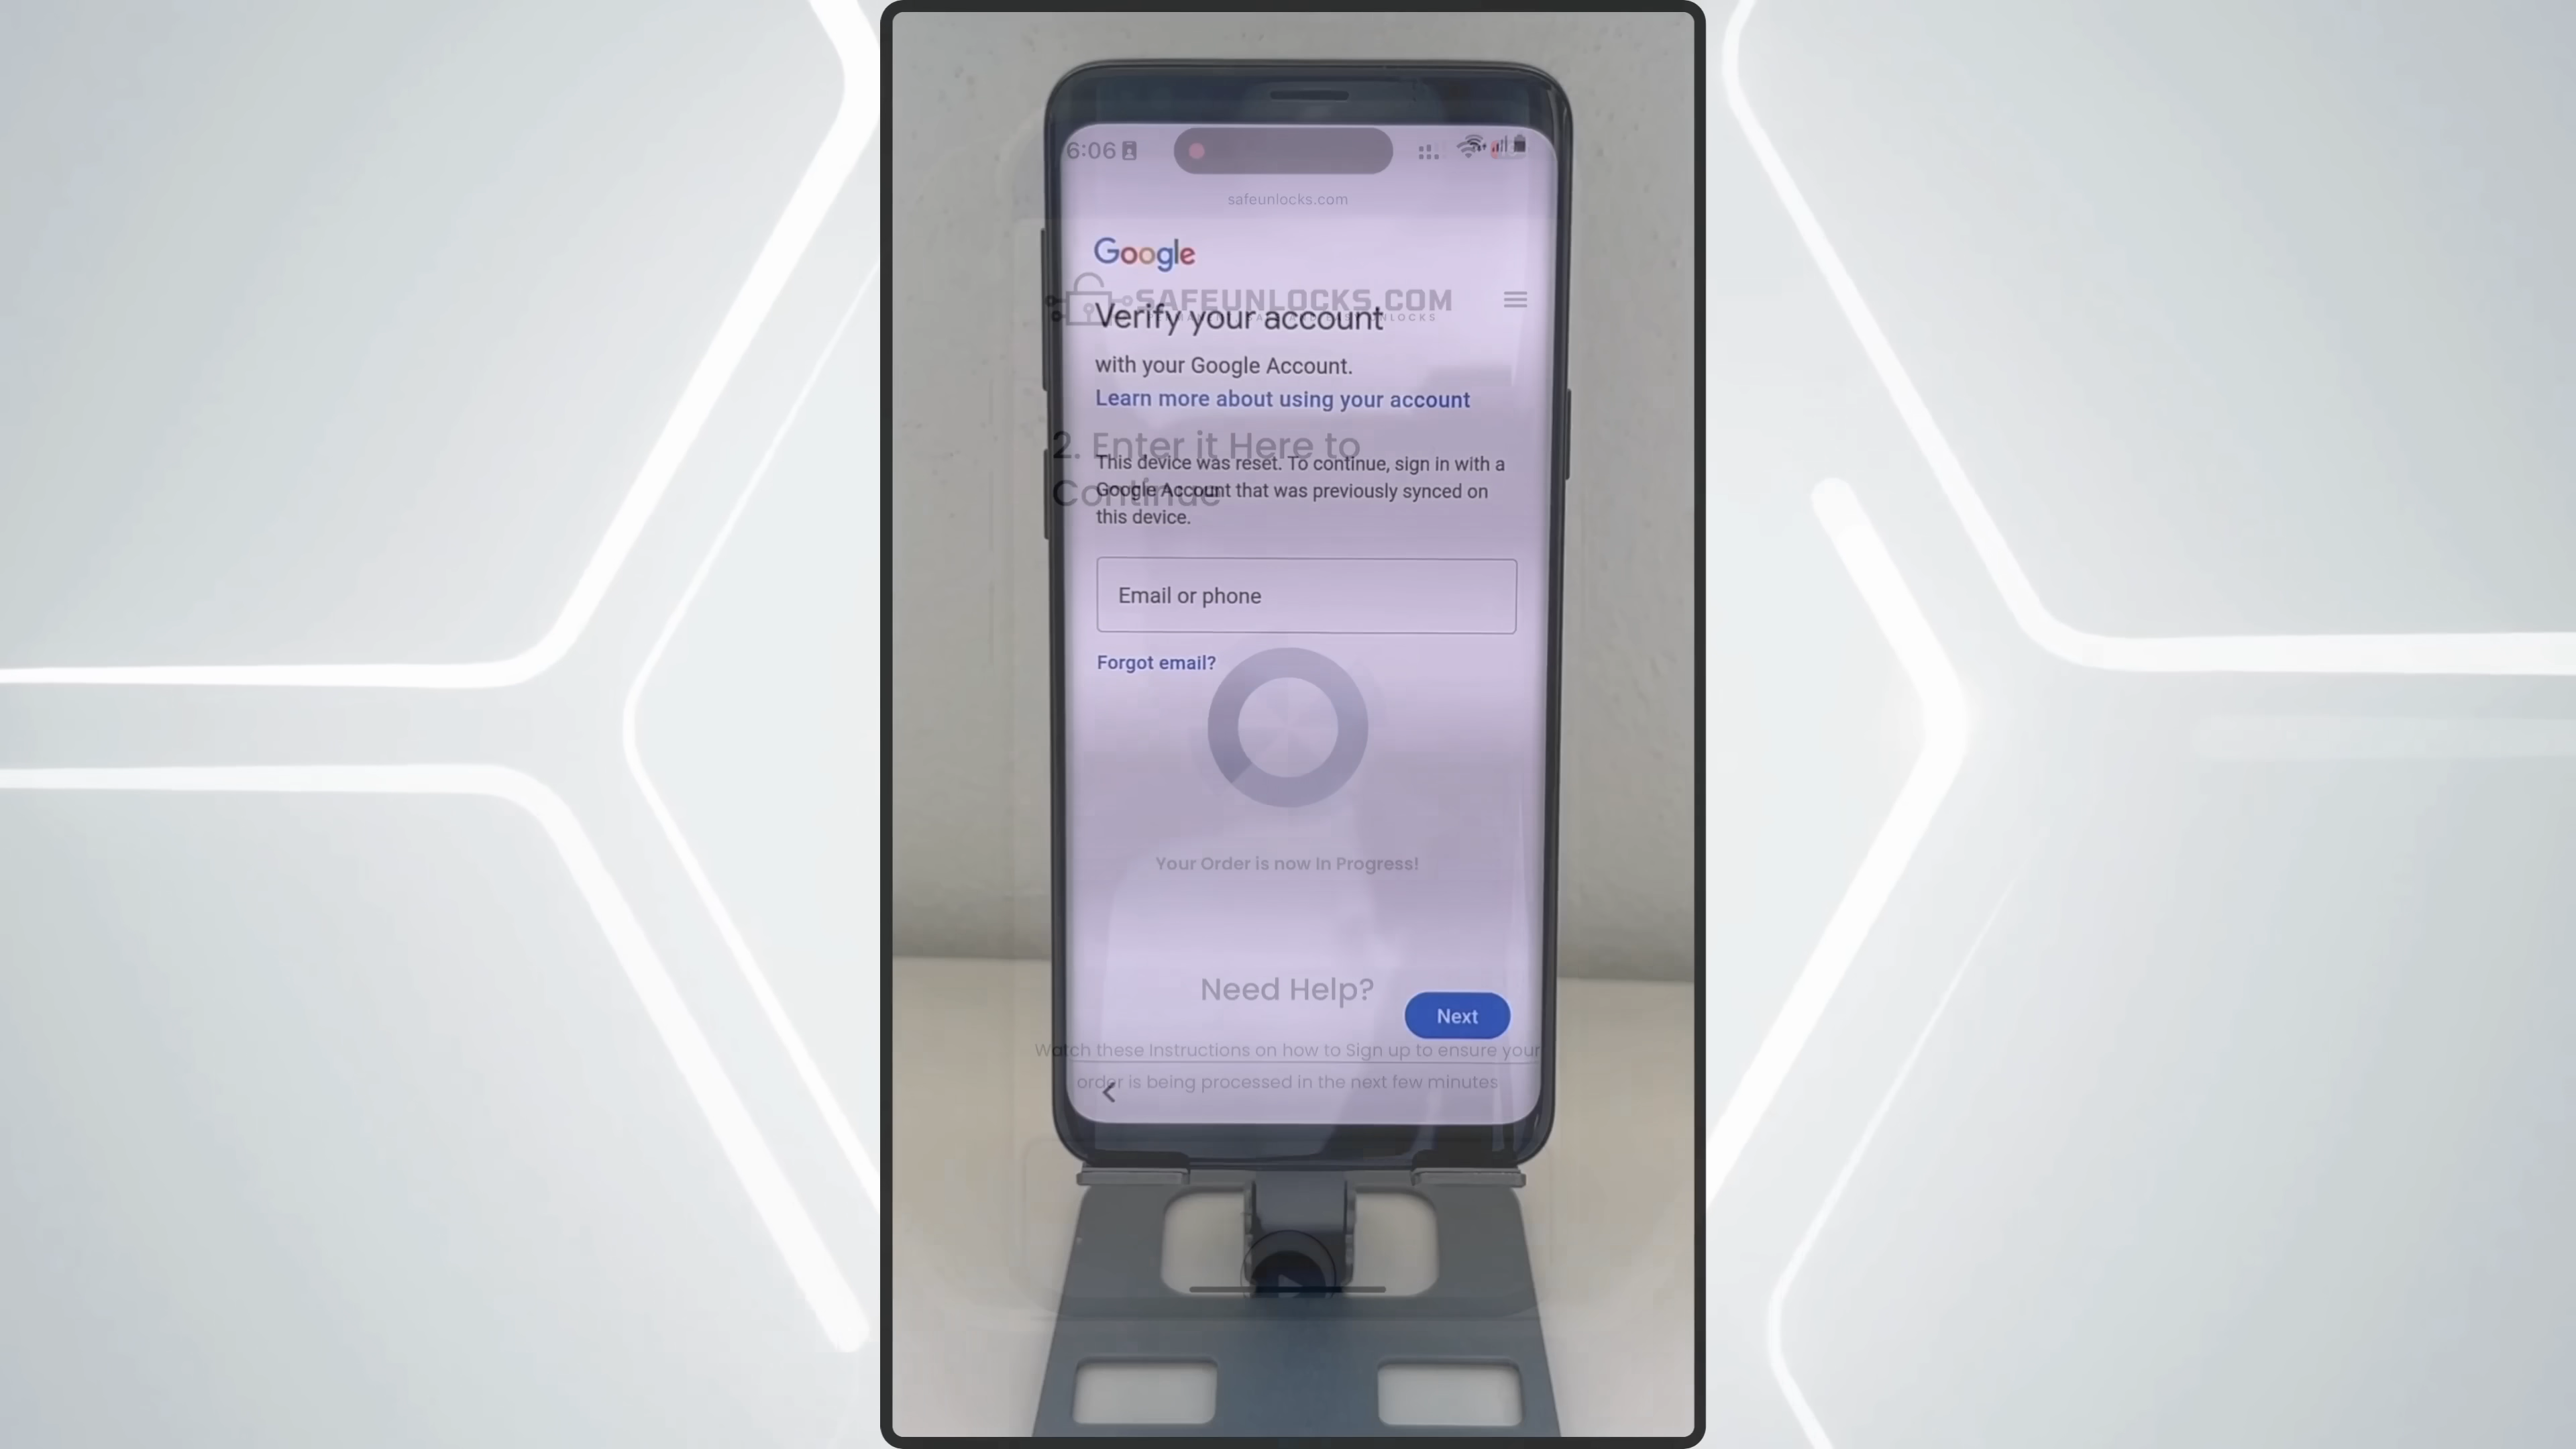 6:06
safeunlocks.com
Google
SAFEUNLOCKS.COM
UNLOCKS
Verify your account
with your Google Account.
Learn more about using your account
2. Enter it Here to
Continue
This device was reset. To continue, sign in with a
Google Account that was previously synced on
this device.
Email or phone
Forgot email?
Your Order is now In Progress!
Need Help?
Next
Watch these Instructions on how to Sign up to ensure your
order is being processed in the next few minutes